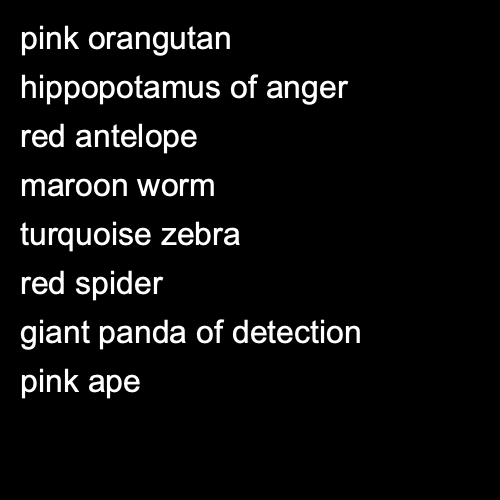 pink orangutan
hippopotamus of anger
red antelope
maroon worm
turquoise zebra
red spider
giant panda of detection
pink ape